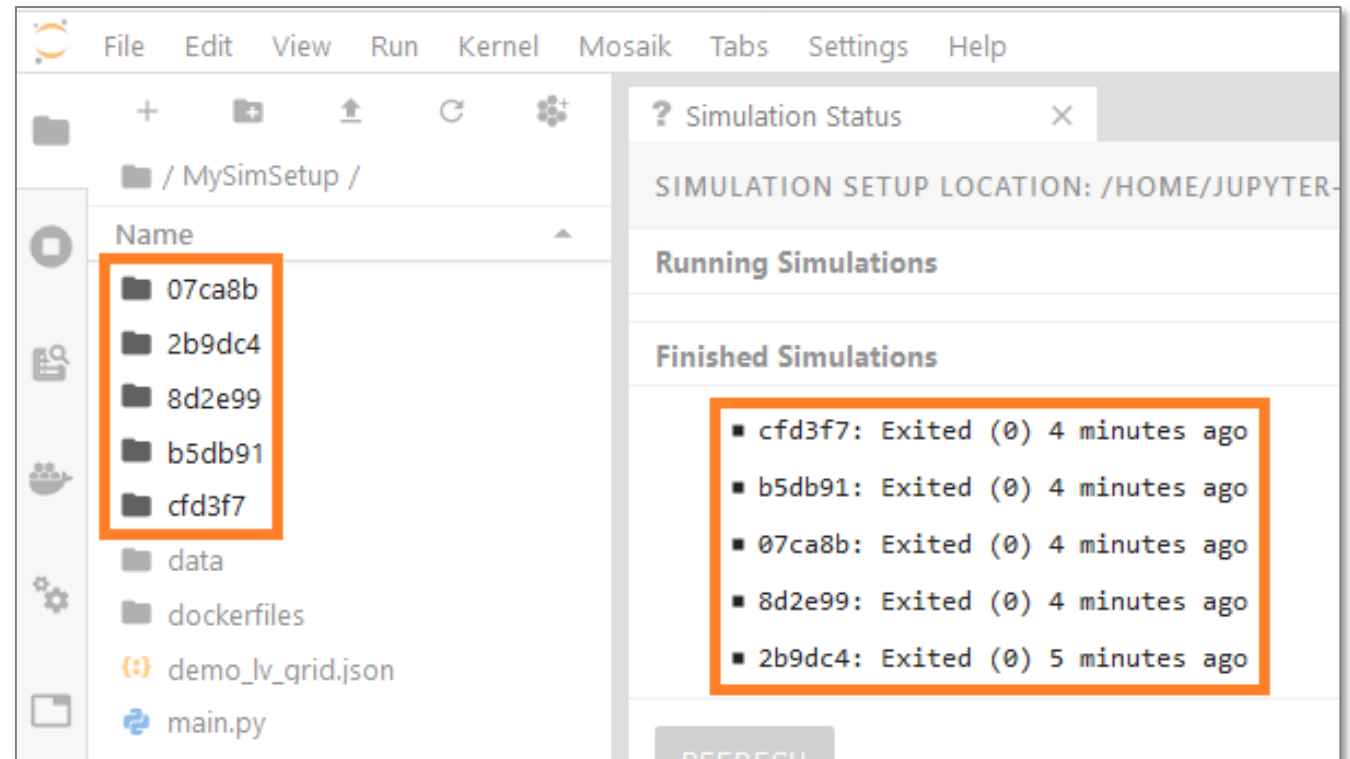 File Edit View Run Kernel Mosaik Tabs Settings Help
/ MySimSetup /
Name
07ca8b
2b9dc4
8d2e99
b5db91
cfd3f7
data
dockerfiles
demo_lv_grid.json
main.py
? Simulation Status
SIMULATION SETUP LOCATION: /HOME/JUPYTER-
Running Simulations
Finished Simulations
▪ cfd3f7: Exited (0) 4 minutes ago
▪ b5db91: Exited (0) 4 minutes ago
▪ 07ca8b: Exited (0) 4 minutes ago
▪ 8d2e99: Exited (0) 4 minutes ago
▪ 2b9dc4: Exited (0) 5 minutes ago
REFRESH